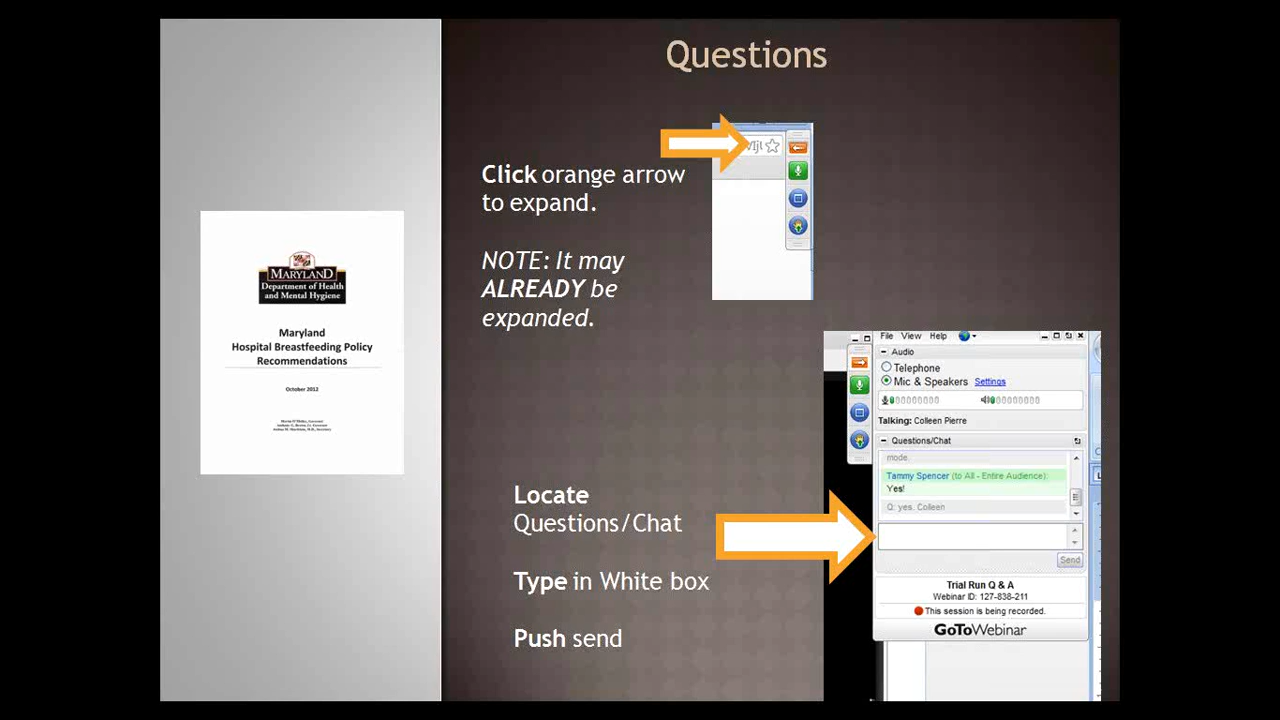 Questions
Click orange arrow
to expand.
NOTE: It may
ALREADY be
expanded.
MARYLAND
Department of Health
and Mental Hygiene
Maryland
Hospital Breastfeeding Policy
Recommendations
October 2012
File View Help
Audio
Telephone
Mic & Speakers Settings
Talking: Colleen Pierre
Questions/Chat
mode.
Tammy Spencer (to All - Entire Audience):
Yes!
Q: yes. Colleen
Send
Trial Run Q & A
Webinar ID: 127-838-211
This session is being recorded.
GoToWebinar
Locate
Questions/Chat
Type in White box
Push send